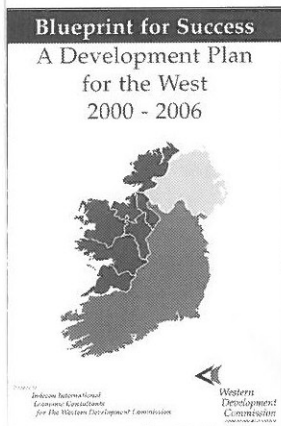 Blueprint for Success
A Development Plan
for the West
2000 - 2006
Indecon International
Economic Consultants
for the Western Development Commission
Western
Development
Commission